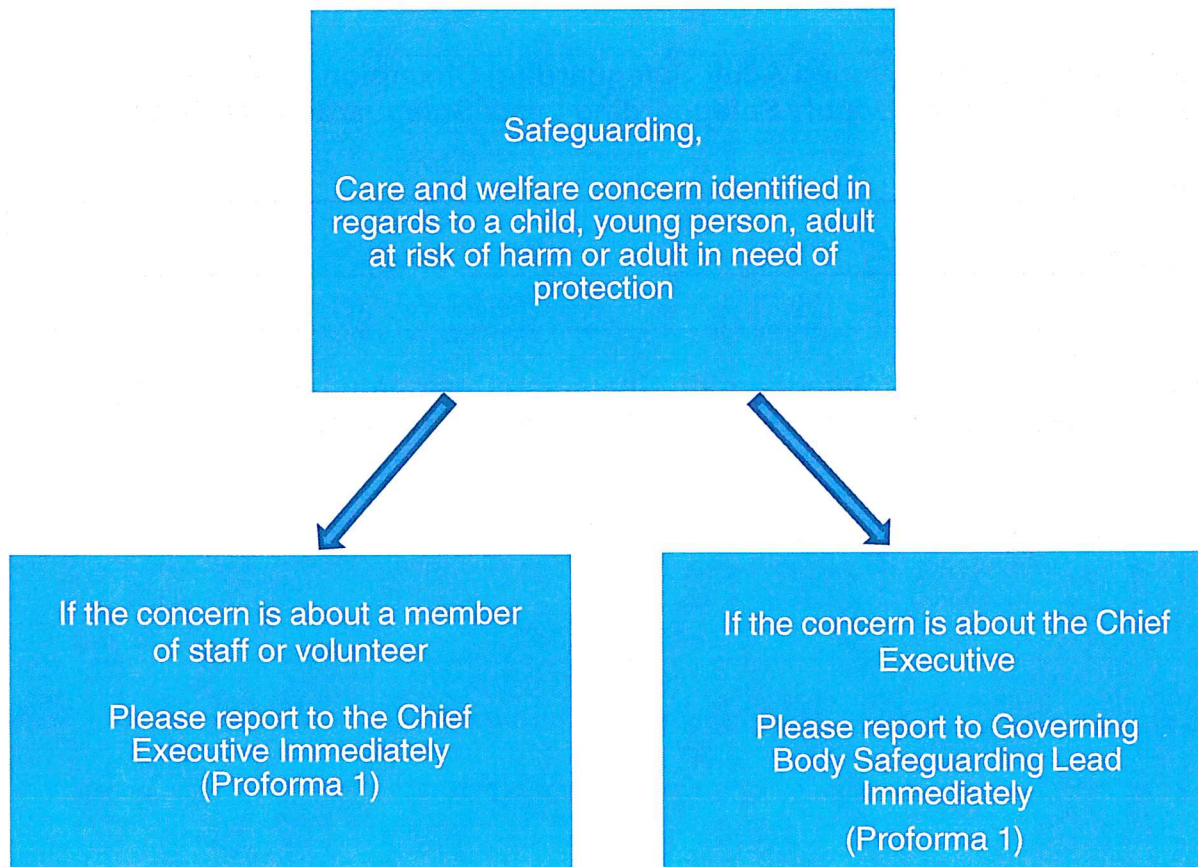 Safeguarding,
Care and welfare concern identified in
regards to a child, young person, adult
at risk of harm or adult in need of
protection
If the concern is about a member
of staff or volunteer
Please report to the Chief
Executive Immediately
(Proforma 1)
If the concern is about the Chief
Executive
Please report to Governing
Body Safeguarding Lead
Immediately
(Proforma 1)